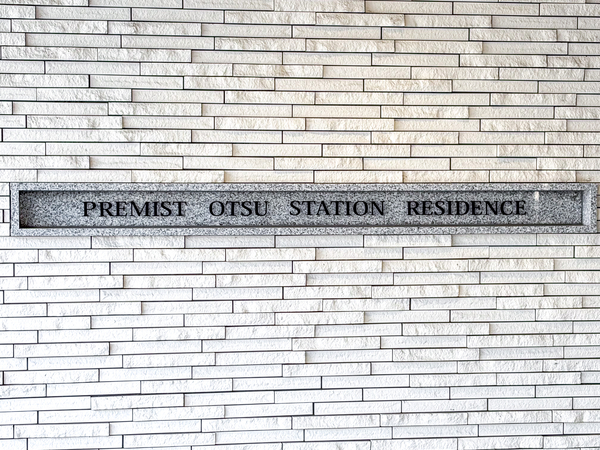 PREMIST OTSU STATION RESIDENCE